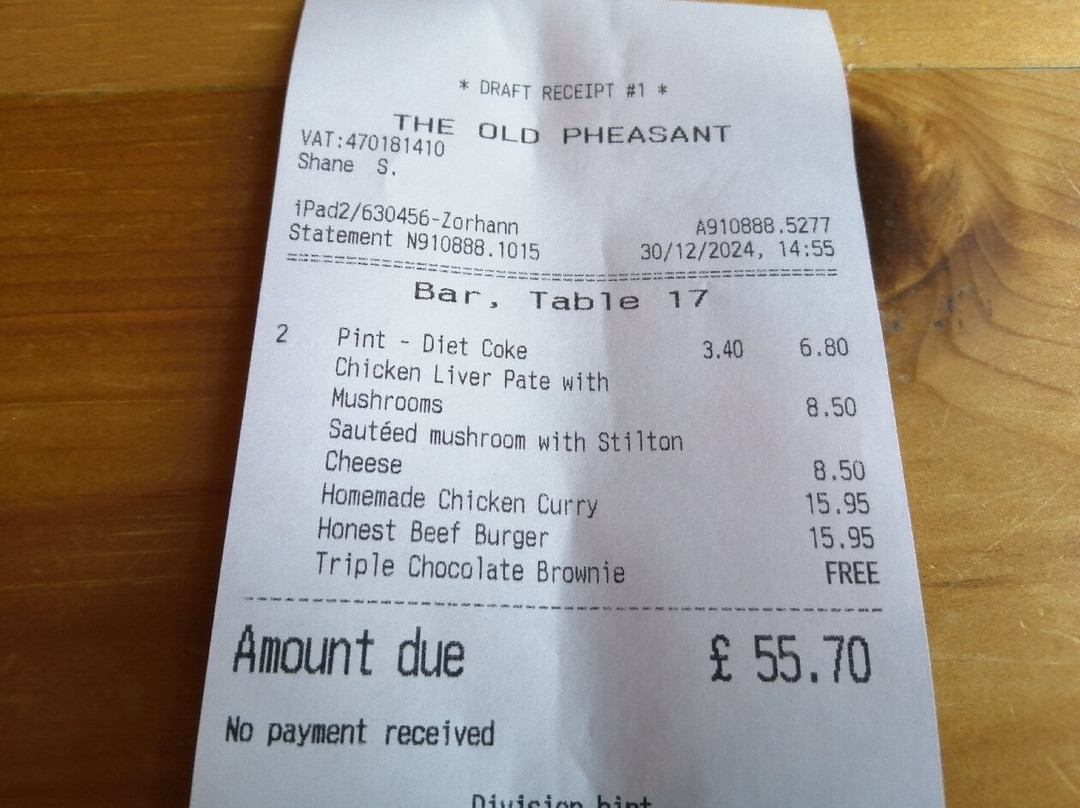 * DRAFT RECEIPT #1 *
THE OLD PHEASANT
VAT:470181410
Shane S.
iPad2/630456-Zorhann A910888.5277
Statement N910888.1015 30/12/2024, 14:55
Bar, Table 17
2 Pint - Diet Coke 3.40 6.80
Chicken Liver Pate with
Mushrooms 8.50
Sautéed mushroom with Stilton
Cheese 8.50
Homemade Chicken Curry 15.95
Honest Beef Burger 15.95
Triple Chocolate Brownie FREE
Amount due £ 55.70
No payment received
Division hint